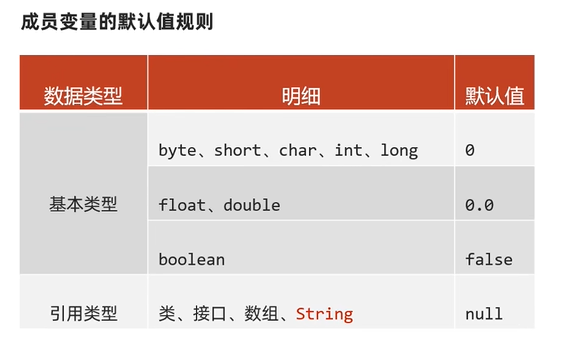 成员变量的默认值规则
数据类型 明细 默认值
基本类型 byte、short、char、int、long 0
float、double 0.0
boolean false
引用类型 类、接口、数组、String null